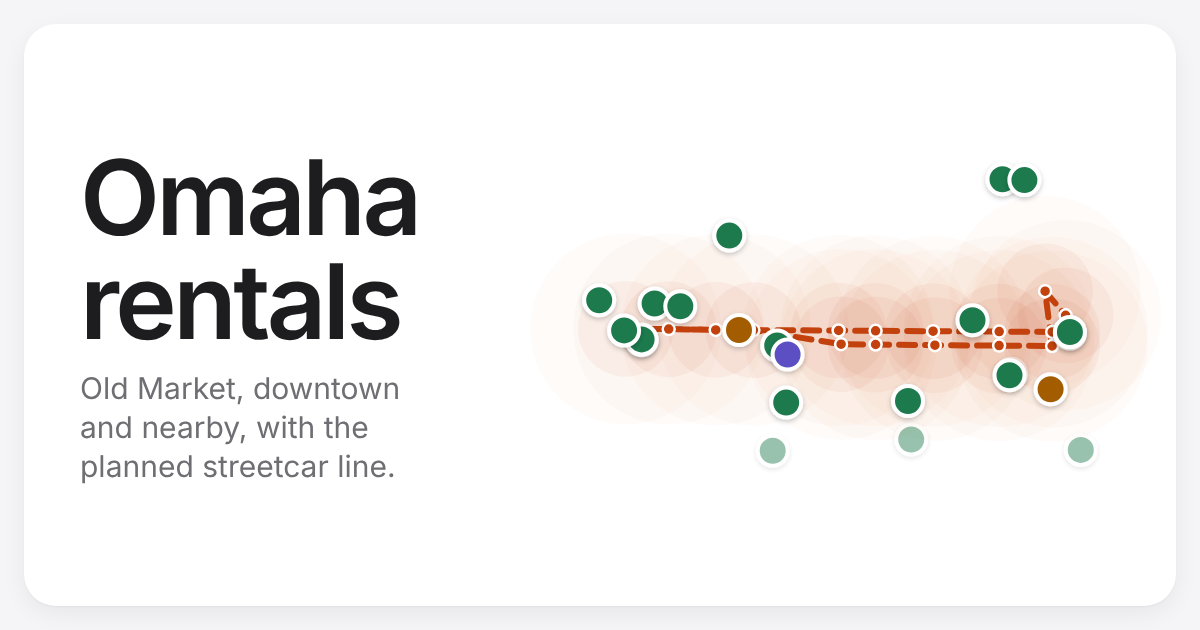 Omaha
rentals
Old Market, downtown
and nearby, with the
planned streetcar line.